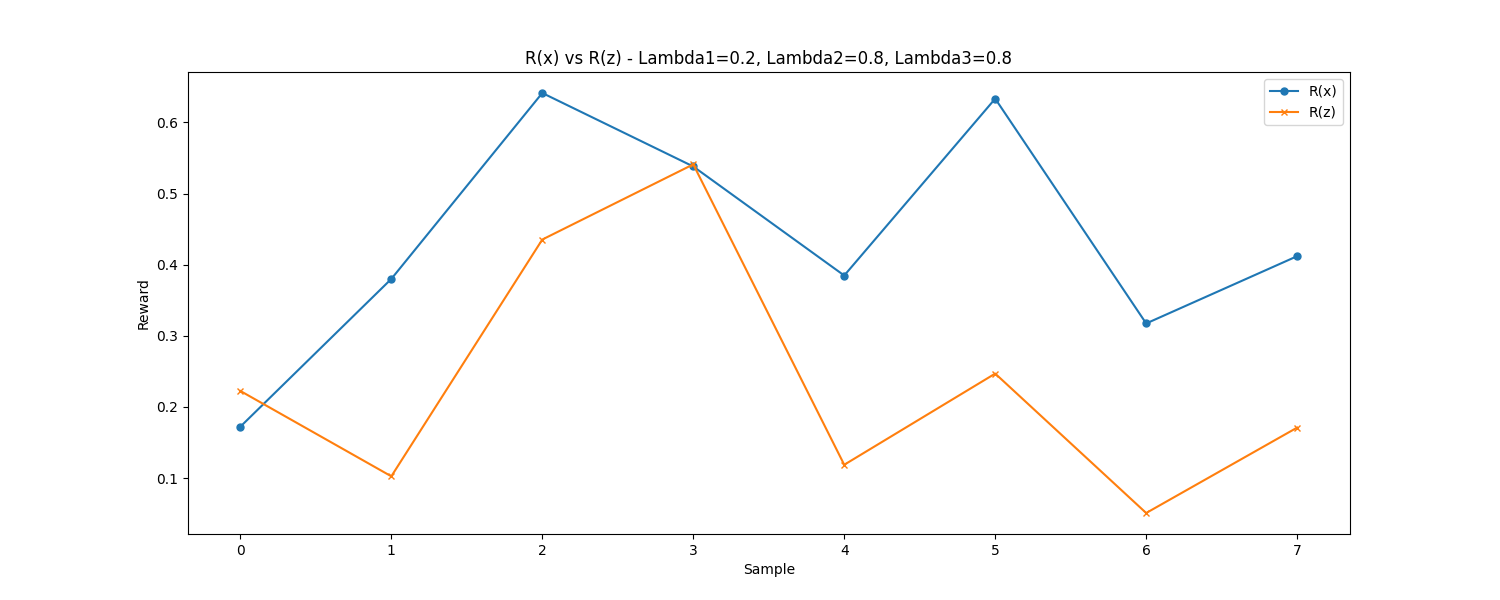 R(x) vs R(z) - Lambda1=0.2, Lambda2=0.8, Lambda3=0.8
R(x)
R(z)
0.6
0.5
0.4
0.3
0.2
0.1
Reward
0 1 2 3 4 5 6 7
Sample